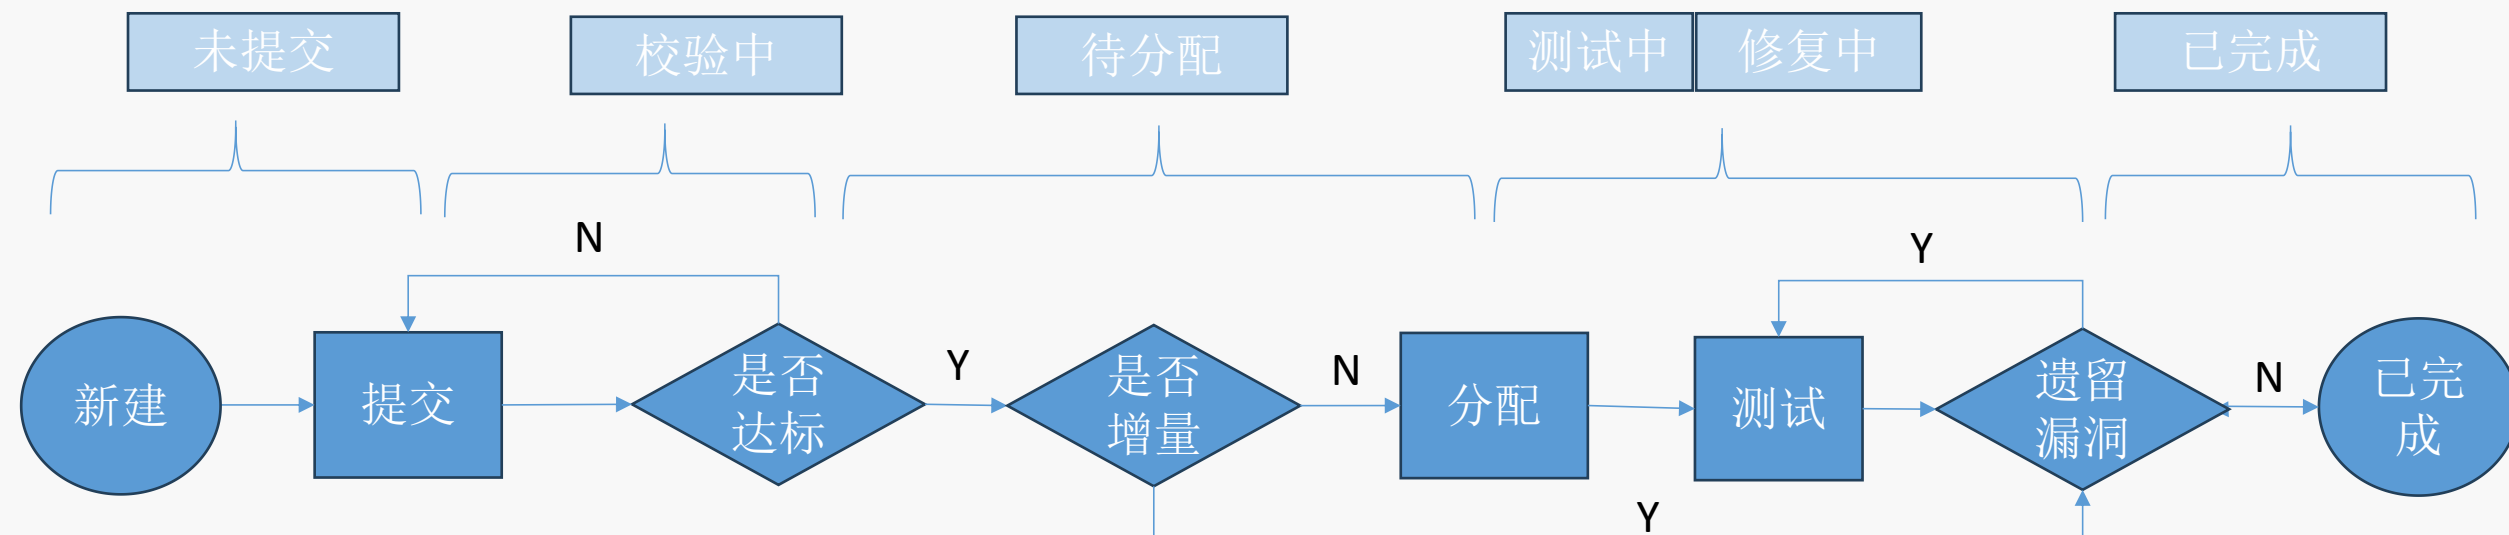 未提交
校验中
待分配
测试中
修复中
已完成
N
Y
新建
提交
是否
达标
Y
是否
增量
N
分配
测试
遗留
漏洞
N
已完
成
Y